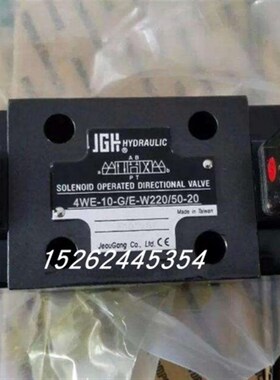 JGH HYDRAULIC
®
A B
P T
SOLENOID OPERATED DIRECTIONAL VALVE
4WE-10-G/E-W220/50-20
Made in Taiwan
JeouGang Co., Ltd. ®
15262445354